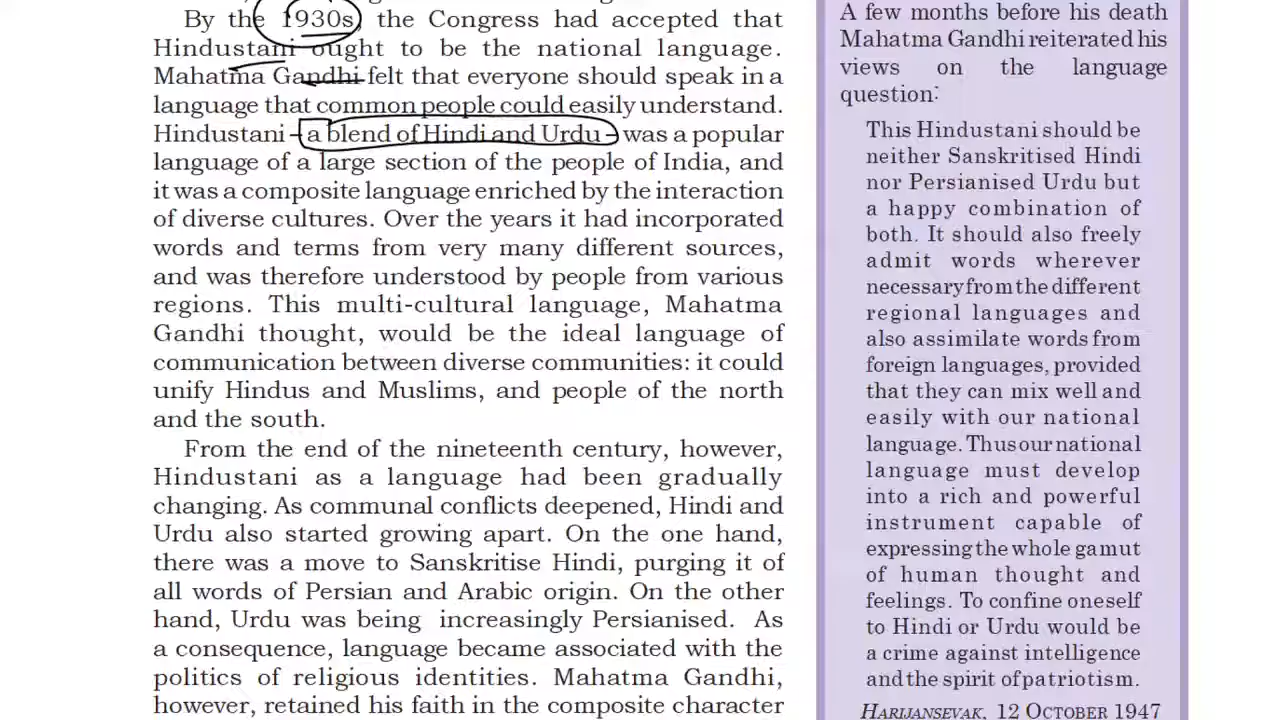 By the 1930s, the Congress had accepted that
Hindustani ought to be the national language.
Mahatma Gandhi felt that everyone should speak in a
language that common people could easily understand.
Hindustani – a blend of Hindi and Urdu – was a popular
language of a large section of the people of India, and
it was a composite language enriched by the interaction
of diverse cultures. Over the years it had incorporated
words and terms from very many different sources,
and was therefore understood by people from various
regions. This multi-cultural language, Mahatma
Gandhi thought, would be the ideal language of
communication between diverse communities: it could
unify Hindus and Muslims, and people of the north
and the south.
From the end of the nineteenth century, however,
Hindustani as a language had been gradually
changing. As communal conflicts deepened, Hindi and
Urdu also started growing apart. On the one hand,
there was a move to Sanskritise Hindi, purging it of
all words of Persian and Arabic origin. On the other
hand, Urdu was being increasingly Persianised. As
a consequence, language became associated with the
politics of religious identities. Mahatma Gandhi,
however, retained his faith in the composite character
A few months before his death
Mahatma Gandhi reiterated his
views on the language
question:
This Hindustani should be
neither Sanskritised Hindi
nor Persianised Urdu but
a happy combination of
both. It should also freely
admit words wherever
necessary from the different
regional languages and
also assimilate words from
foreign languages, provided
that they can mix well and
easily with our national
language. Thus our national
language must develop
into a rich and powerful
instrument capable of
expressing the whole gamut
of human thought and
feelings. To confine oneself
to Hindi or Urdu would be
a crime against intelligence
and the spirit of patriotism.
HARIJANSEVAK, 12 OCTOBER 1947